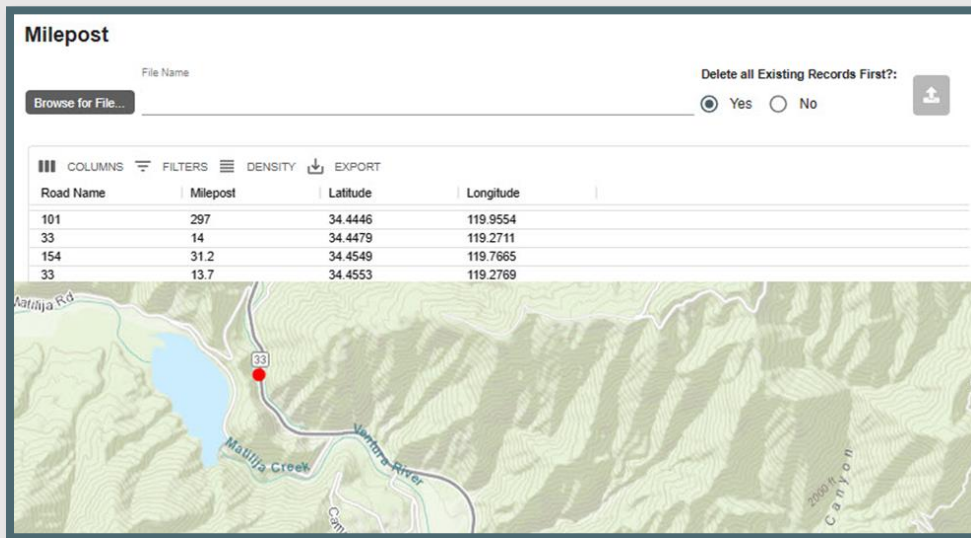 Milepost
File Name
Delete all Existing Records First?:
Browse for File...
Yes No
COLUMNS FILTERS DENSITY EXPORT
Road Name Milepost Latitude Longitude
101 297 34.4446 119.9554
33 14 34.4479 119.2711
154 31.2 34.4549 119.7665
33 13.7 34.4553 119.2769
Matilija Rd
33
Ventura River
Matilija Creek
2000 ft
Canyon